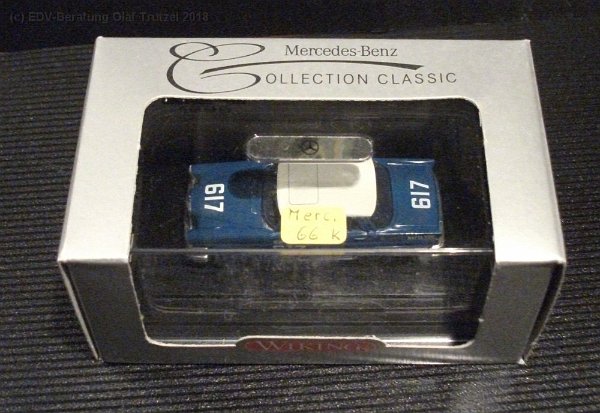 (c) EDV-Beratung Olaf Trutzel 2018
Mercedes-Benz
COLLECTION CLASSIC
617
617
Merc.
66 k
WIKING